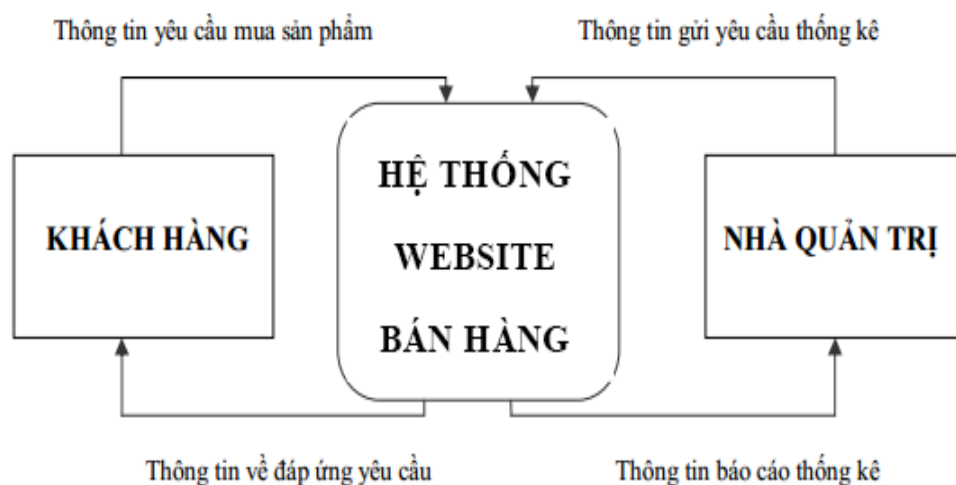 Thông tin yêu cầu mua sản phẩm
Thông tin gửi yêu cầu thống kê
KHÁCH HÀNG
HỆ THỐNG
WEBSITE
BÁN HÀNG
NHÀ QUẢN TRỊ
Thông tin về đáp ứng yêu cầu
Thông tin báo cáo thống kê